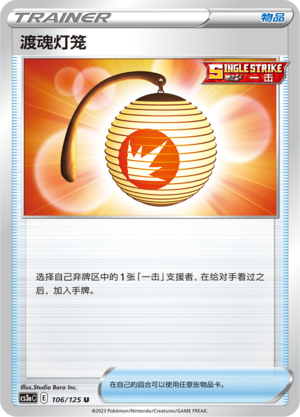 TRAINER
物品
渡魂灯笼
SINGLE STRIKE
一击
选择自己弃牌区中的1张「一击」支援者，在给对手看过之
后，加入手牌。
Illus.Studio Bora Inc.
CS3aC E 106/125 U
在自己的回合可以使用任意张物品卡。
©2023 Pokémon/Nintendo/Creatures/GAME FREAK.